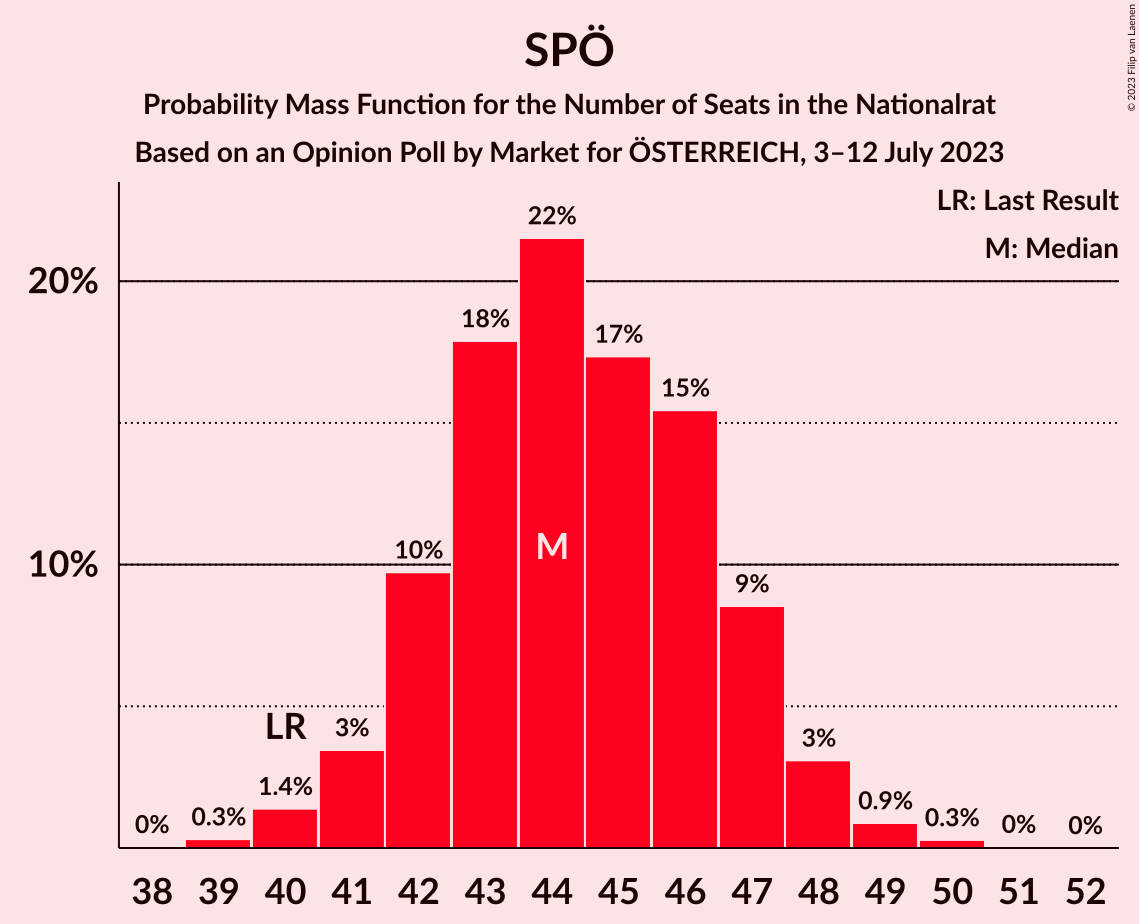 SPÖ
Probability Mass Function for the Number of Seats in the Nationalrat
Based on an Opinion Poll by Market for ÖSTERREICH, 3–12 July 2023
© 2023 Filip van Laenen
LR: Last Result
M: Median
20%
10%
0%
0.3%
1.4%
LR
3%
10%
18%
22%
M
17%
15%
9%
3%
0.9%
0.3%
0%
0%
38 39 40 41 42 43 44 45 46 47 48 49 50 51 52